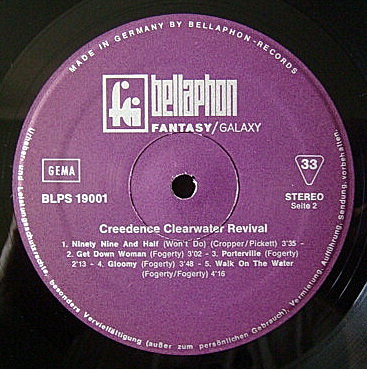 MADE IN GERMANY BY BELLAPHON-RECORDS
bellaphon
FANTASY/GALAXY
GEMA
33
BLPS 19001
STEREO
Seite 2
Creedence Clearwater Revival
1. Ninety Nine And Half (Won't Do) (Cropper/Pickett) 3'35 -
2. Get Down Woman (Fogerty) 3'02 - 3. Porterville (Fogerty)
2'13 - 4. Gloomy (Fogerty) 3'48 - 5. Walk On The Water
(Fogerty/Fogerty) 4'16
Urheber- und Leistungsschutzrechte, besonders Vervielfältigung (außer zum persönlichen Gebrauch), Vermietung, Aufführung, Sendung, vorbehalten.